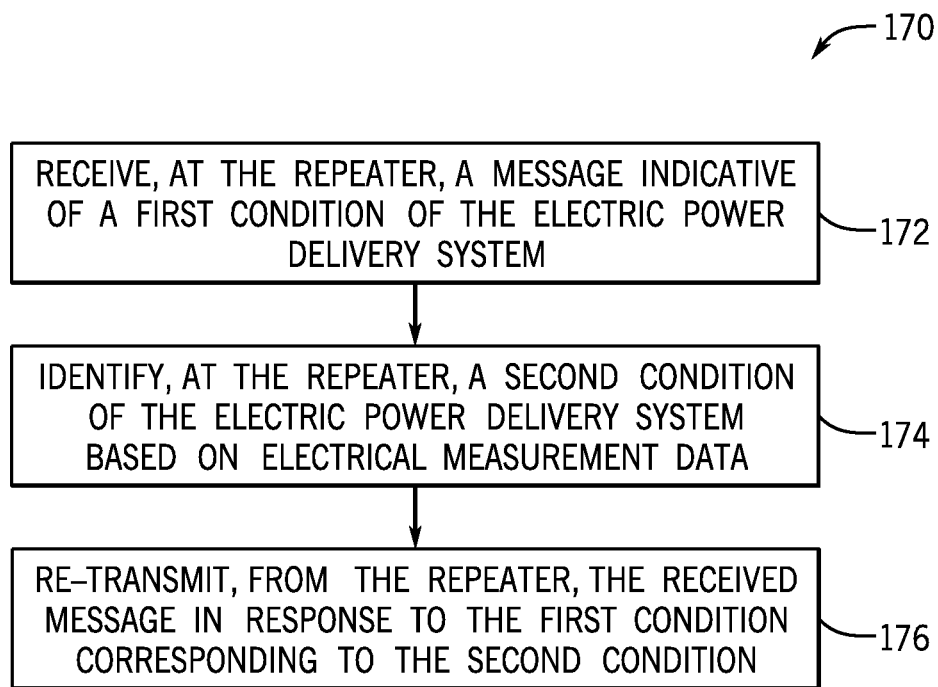 170
RECEIVE, AT THE REPEATER, A MESSAGE INDICATIVE
OF A FIRST CONDITION OF THE ELECTRIC POWER
DELIVERY SYSTEM
172
IDENTIFY, AT THE REPEATER, A SECOND CONDITION
OF THE ELECTRIC POWER DELIVERY SYSTEM
BASED ON ELECTRICAL MEASUREMENT DATA
174
RE–TRANSMIT, FROM THE REPEATER, THE RECEIVED
MESSAGE IN RESPONSE TO THE FIRST CONDITION
CORRESPONDING TO THE SECOND CONDITION
176